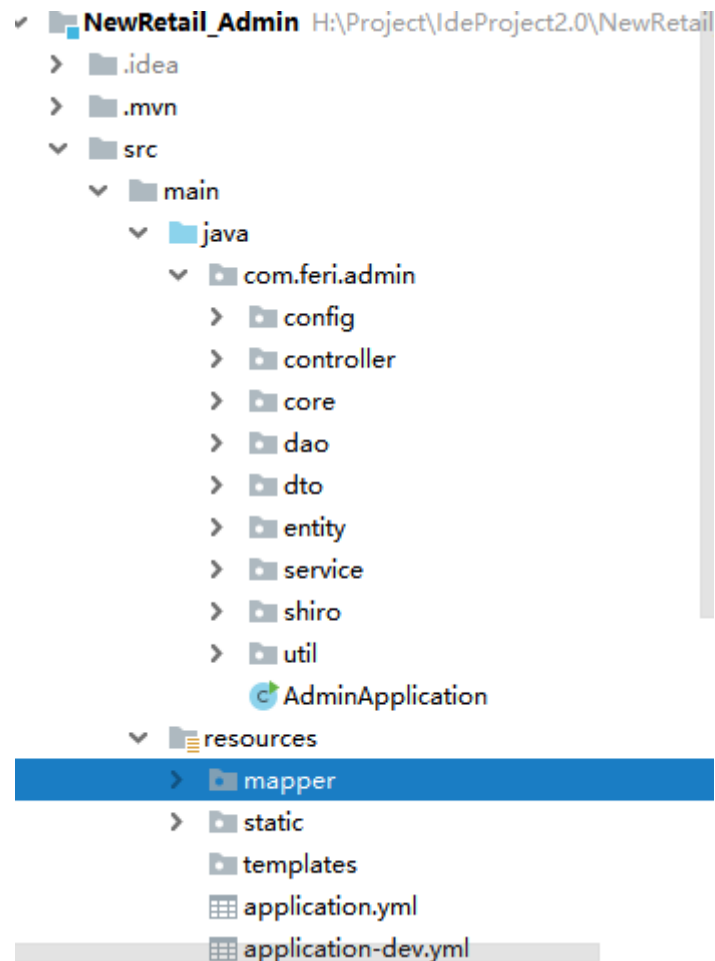 NewRetail_Admin H:\Project\IdeProject2.0\NewRetail
.idea
.mvn
src
main
java
com.feri.admin
config
controller
core
dao
dto
entity
service
shiro
util
C AdminApplication
resources
mapper
static
templates
application.yml
application-dev.yml